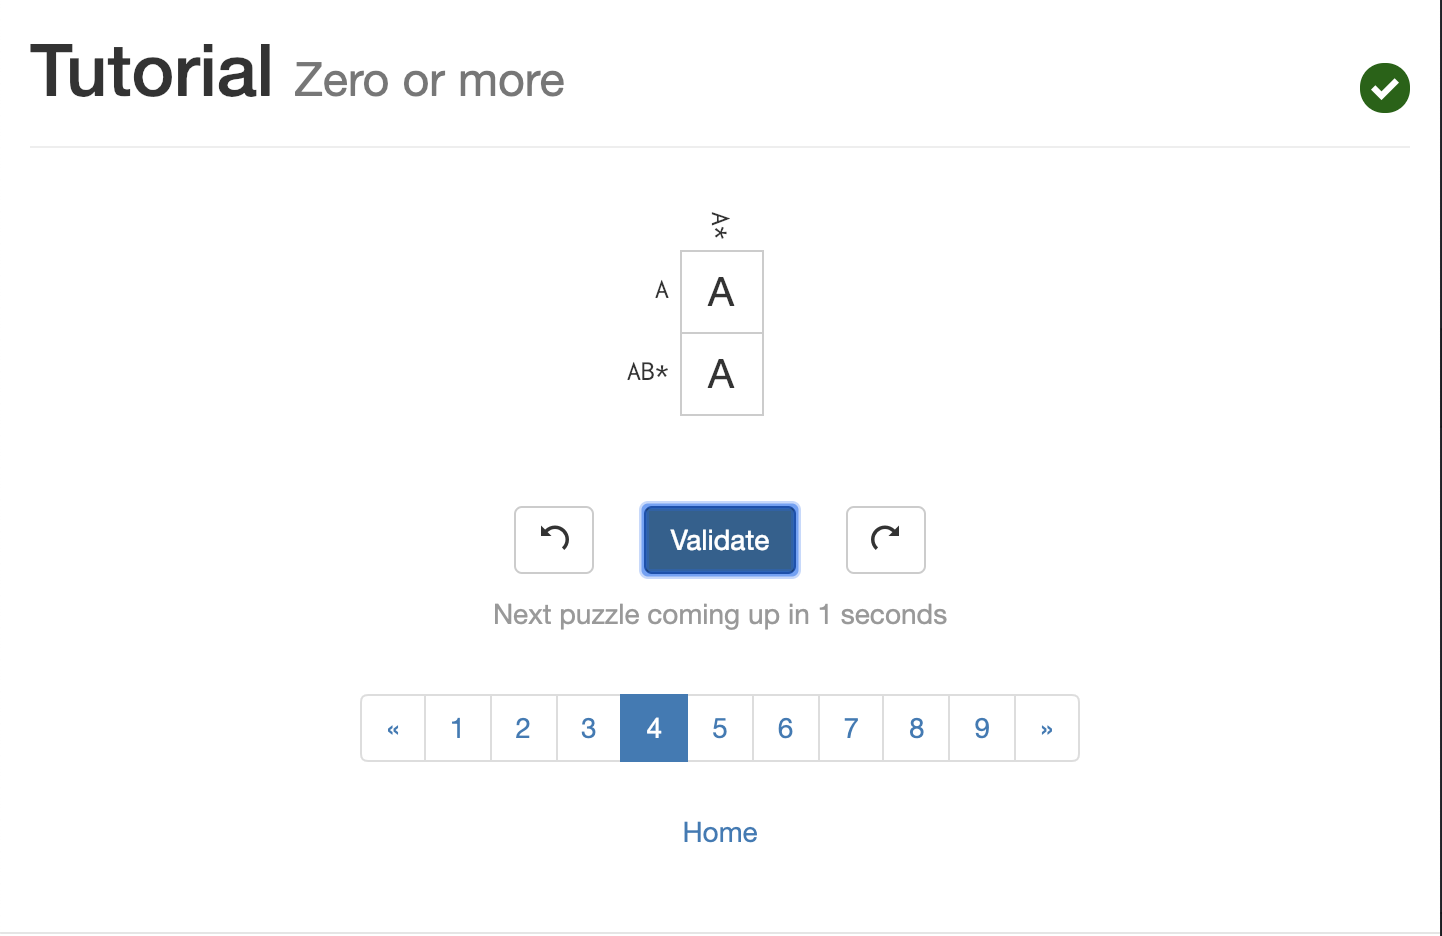 Tutorial Zero or more
A*
A A
AB* A
Validate
Next puzzle coming up in 1 seconds
« 1 2 3 4 5 6 7 8 9 »
Home